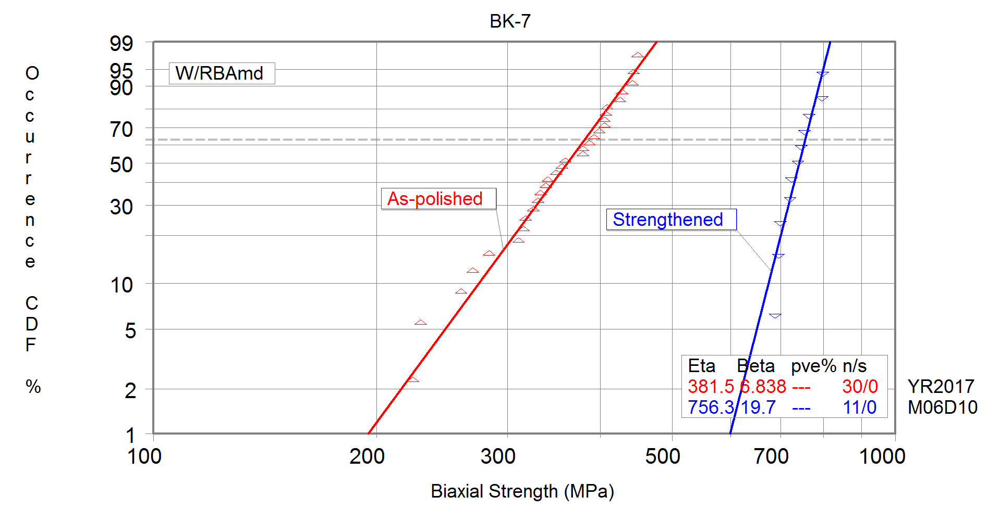 BK-7
Occurrence CDF %
99
95
90
70
50
30
10
5
2
1
W/RBAmd
As-polished
Strengthened
Eta Beta pve% n/s
381.5 6.838 --- 30/0
756.3 19.7 --- 11/0
YR2017
M06D10
100 200 300 500 700 1000
Biaxial Strength (MPa)